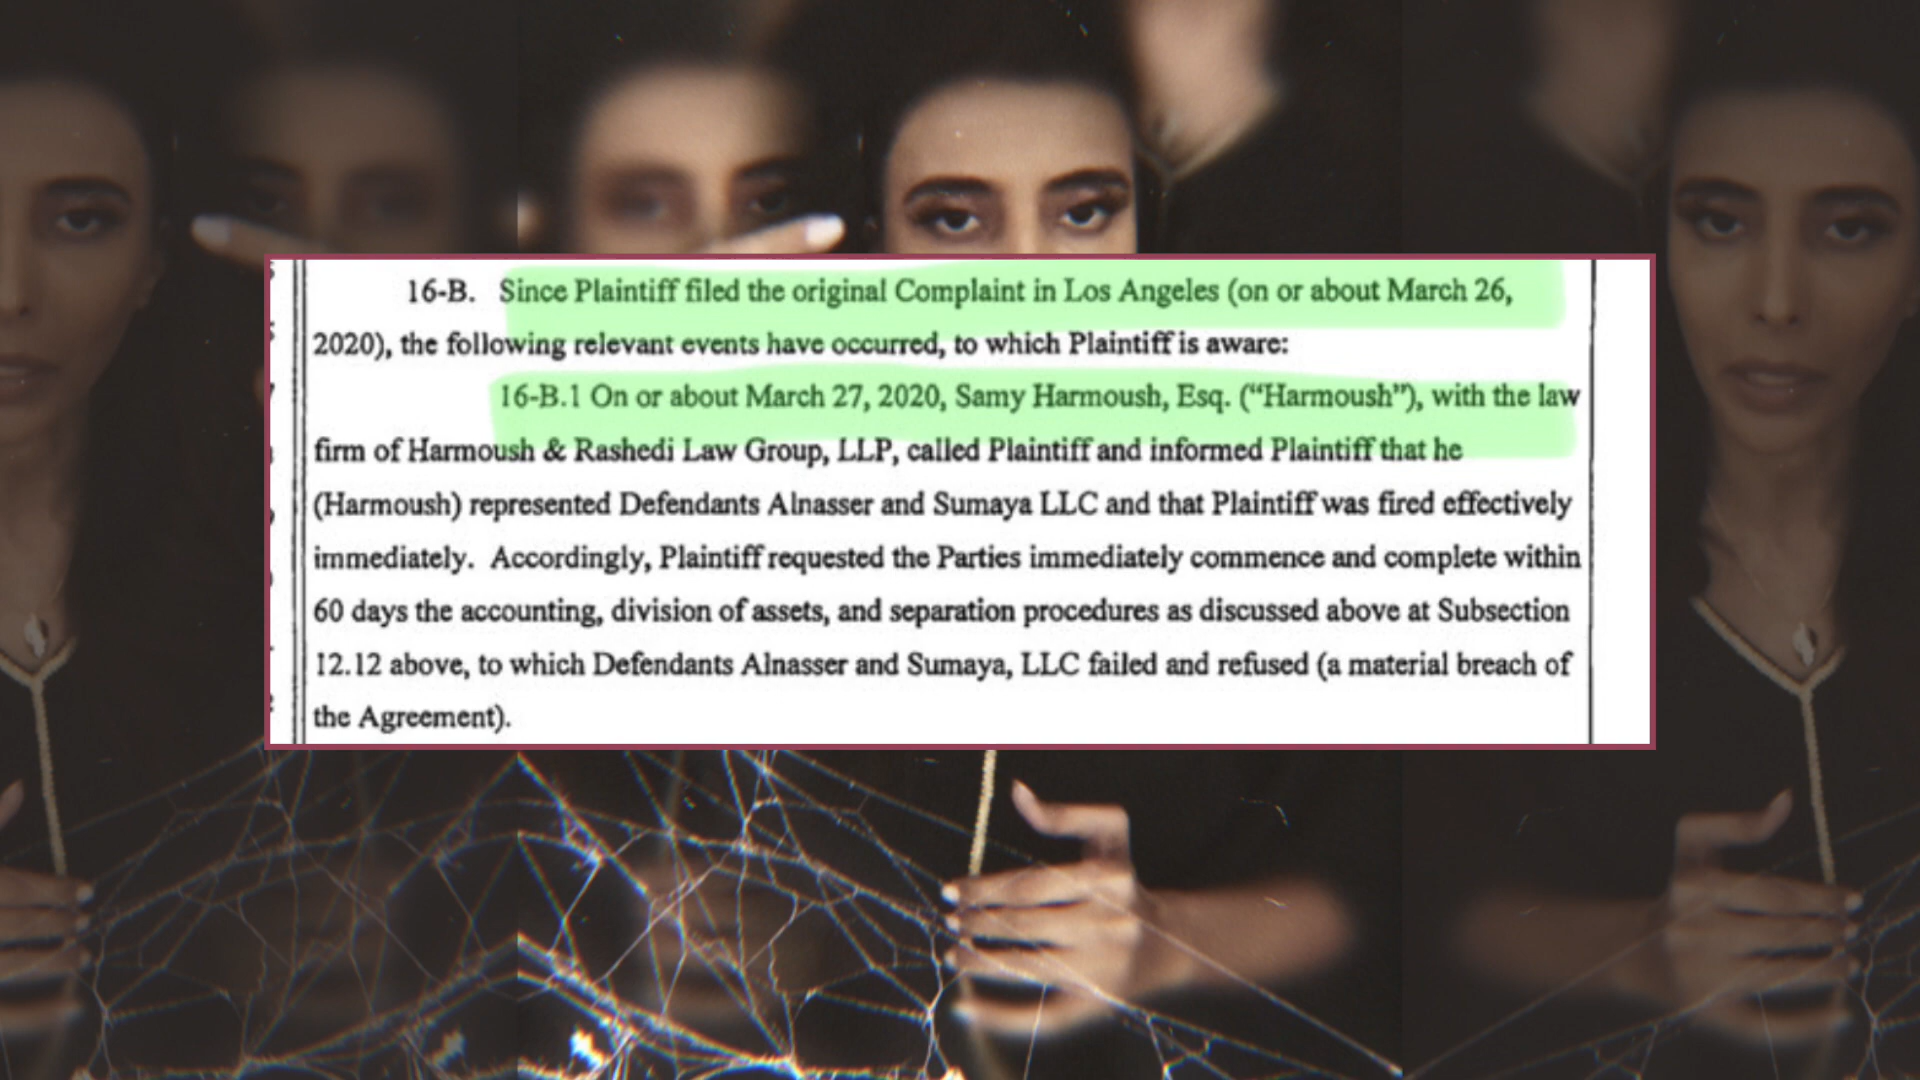 16-B. Since Plaintiff filed the original Complaint in Los Angeles (on or about March 26,
2020), the following relevant events have occurred, to which Plaintiff is aware:
16-B.1 On or about March 27, 2020, Samy Harmoush, Esq. (“Harmoush”), with the law
firm of Harmoush & Rashedi Law Group, LLP, called Plaintiff and informed Plaintiff that he
(Harmoush) represented Defendants Alnasser and Sumaya LLC and that Plaintiff was fired effectively
immediately. Accordingly, Plaintiff requested the Parties immediately commence and complete within
60 days the accounting, division of assets, and separation procedures as discussed above at Subsection
12.12 above, to which Defendants Alnasser and Sumaya, LLC failed and refused (a material breach of
the Agreement).